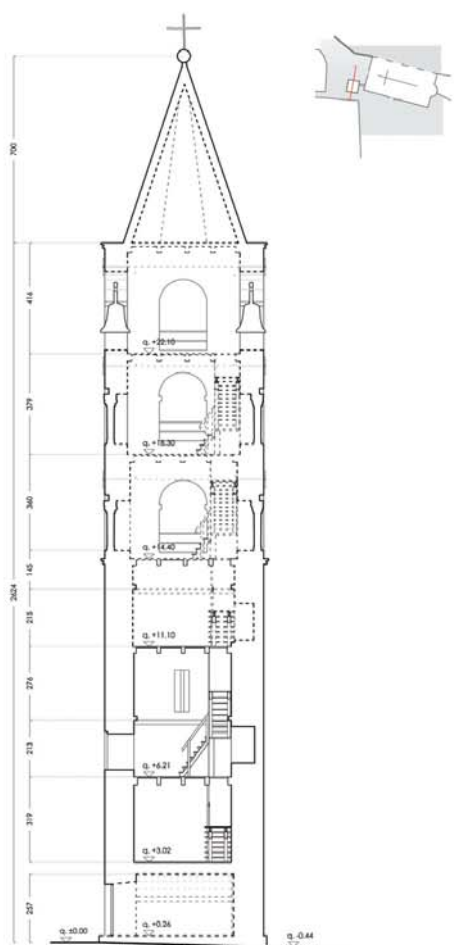 700
416
q. +22.10
379
q. +18.30
360
q. +14.40
2624
145
215
q. +11.10
276
213
q. +6.21
319
q. +3.02
257
q. ±0.00
q. +0.26
q. -0.44